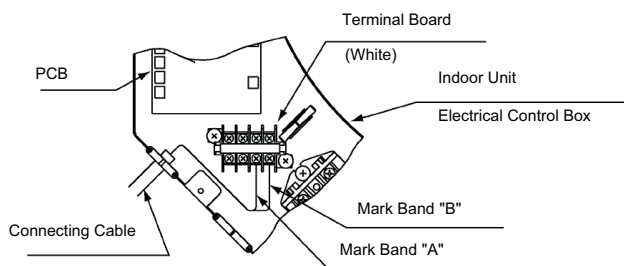 Terminal Board
(White)
PCB
Indoor Unit
Electrical Control Box
Mark Band "B"
Connecting Cable
Mark Band "A"